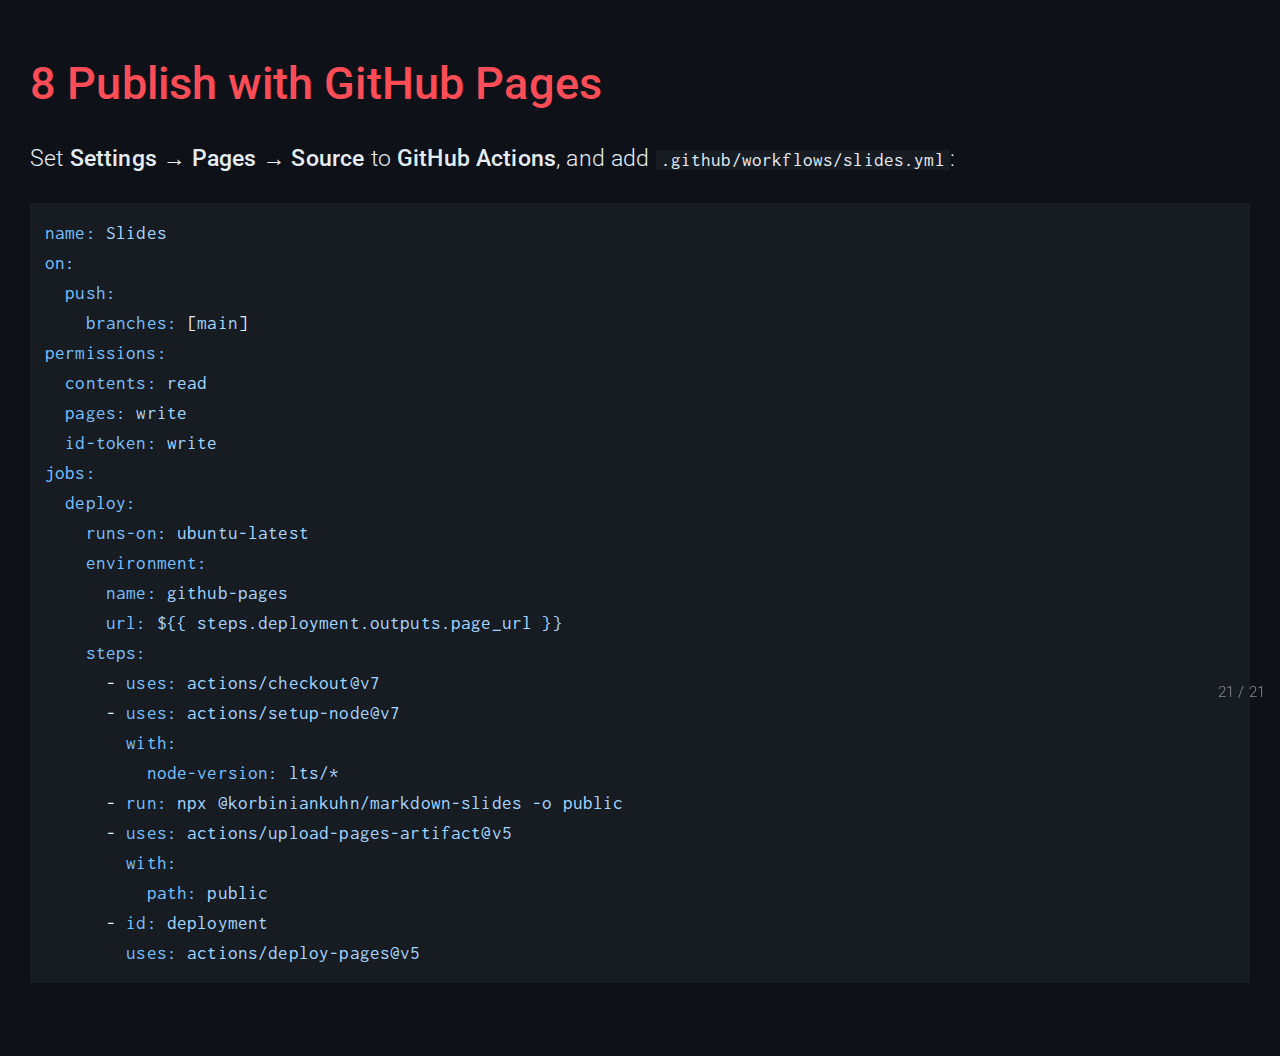 8 Publish with GitHub Pages
Set Settings → Pages → Source to GitHub Actions, and add .github/workflows/slides.yml:
name: Slides
on:
  push:
    branches: [main]
permissions:
  contents: read
  pages: write
  id-token: write
jobs:
  deploy:
    runs-on: ubuntu-latest
    environment:
      name: github-pages
      url: ${{ steps.deployment.outputs.page_url }}
    steps:
      - uses: actions/checkout@v7
      - uses: actions/setup-node@v7
        with:
          node-version: lts/*
      - run: npx @korbiniankuhn/markdown-slides -o public
      - uses: actions/upload-pages-artifact@v5
        with:
          path: public
      - id: deployment
        uses: actions/deploy-pages@v5
21 / 21